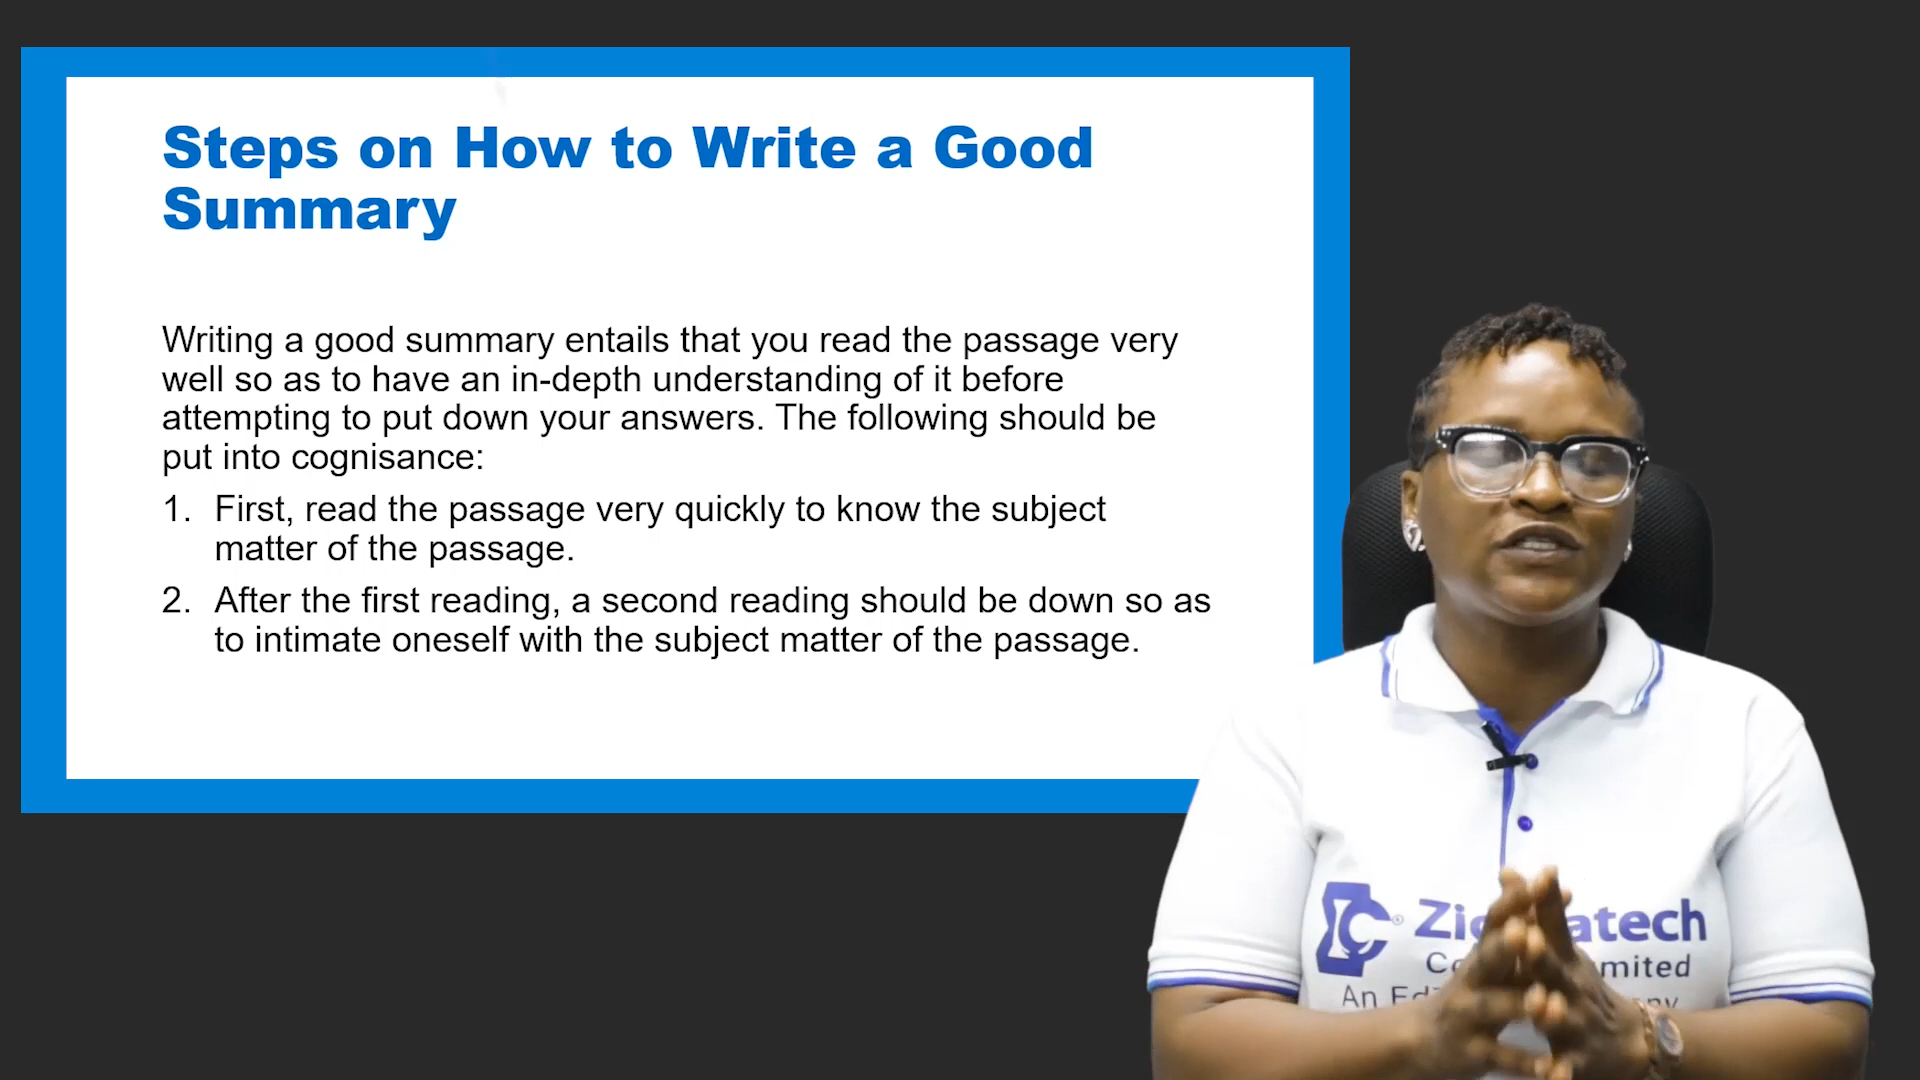 Steps on How to Write a Good
Summary
Writing a good summary entails that you read the passage very
well so as to have an in-depth understanding of it before
attempting to put down your answers. The following should be
put into cognisance:
1. First, read the passage very quickly to know the subject
matter of the passage.
2. After the first reading, a second reading should be down so as
to intimate oneself with the subject matter of the passage.
An